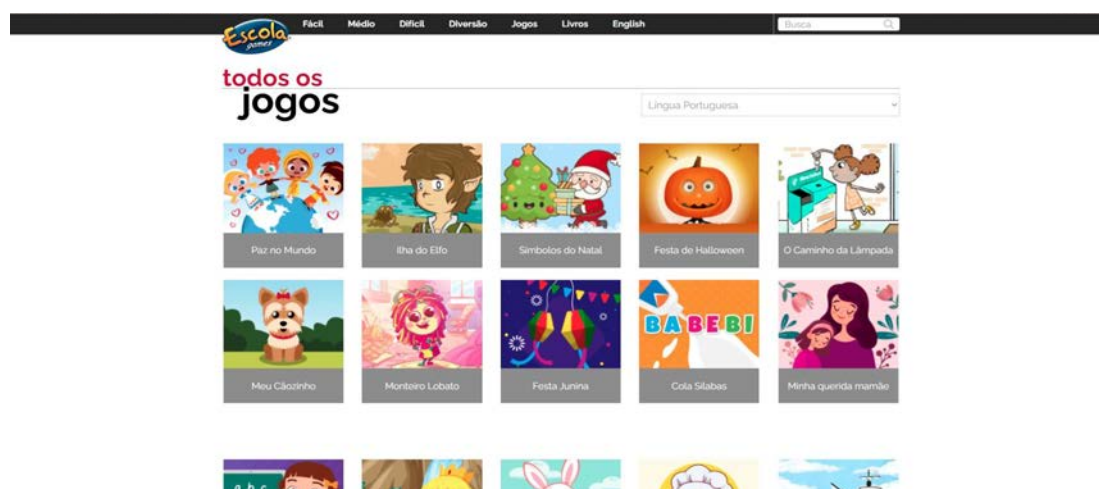 Escola
games
Fácil Médio Difícil Diversão Jogos Livros English
Busca
todos os
jogos
Língua Portuguesa
Paz no Mundo
Ilha do Elfo
Símbolos do Natal
Festa de Halloween
O Caminho da Lâmpada
BA BE BI
Meu Cãozinho
Monteiro Lobato
Festa Junina
Cola Sílabas
Minha querida mamãe
a b c